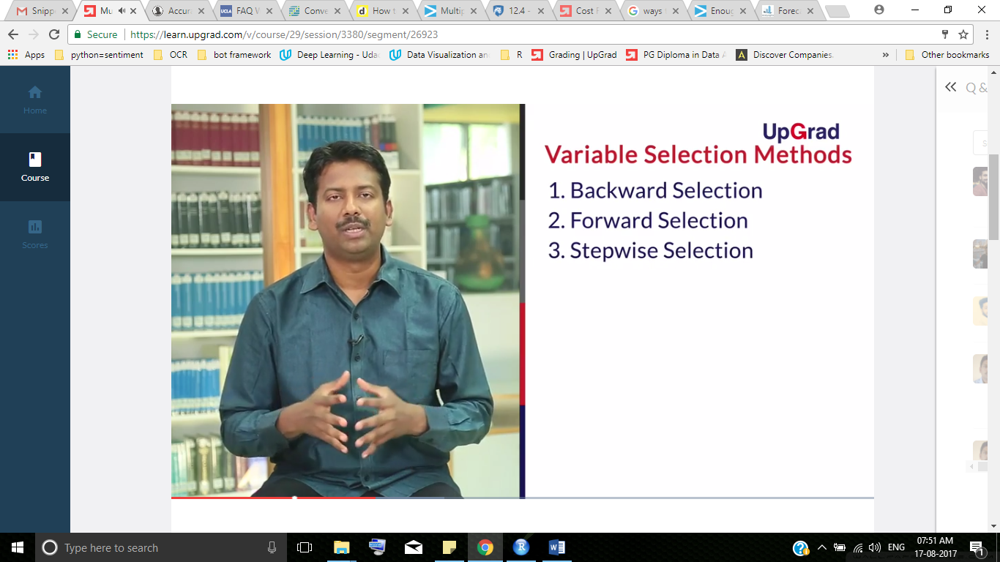 Snipp
Mu
Accur
FAQ W
Conve
How t
Multip
12.4 -
Cost
ways
Enoug
Foreca
Secure
https://learn.upgrad.com/v/course/29/session/3380/segment/26923
Apps
python=sentiment
OCR
bot framework
Deep Learning - Udac
Data Visualization an
R
Grading | UpGrad
PG Diploma in Data A
Discover Companies.
»
Other bookmarks
Home
Course
Scores
Q &
UpGrad
Variable Selection Methods
1. Backward Selection
2. Forward Selection
3. Stepwise Selection
Type here to search
ENG
07:51 AM
17-08-2017